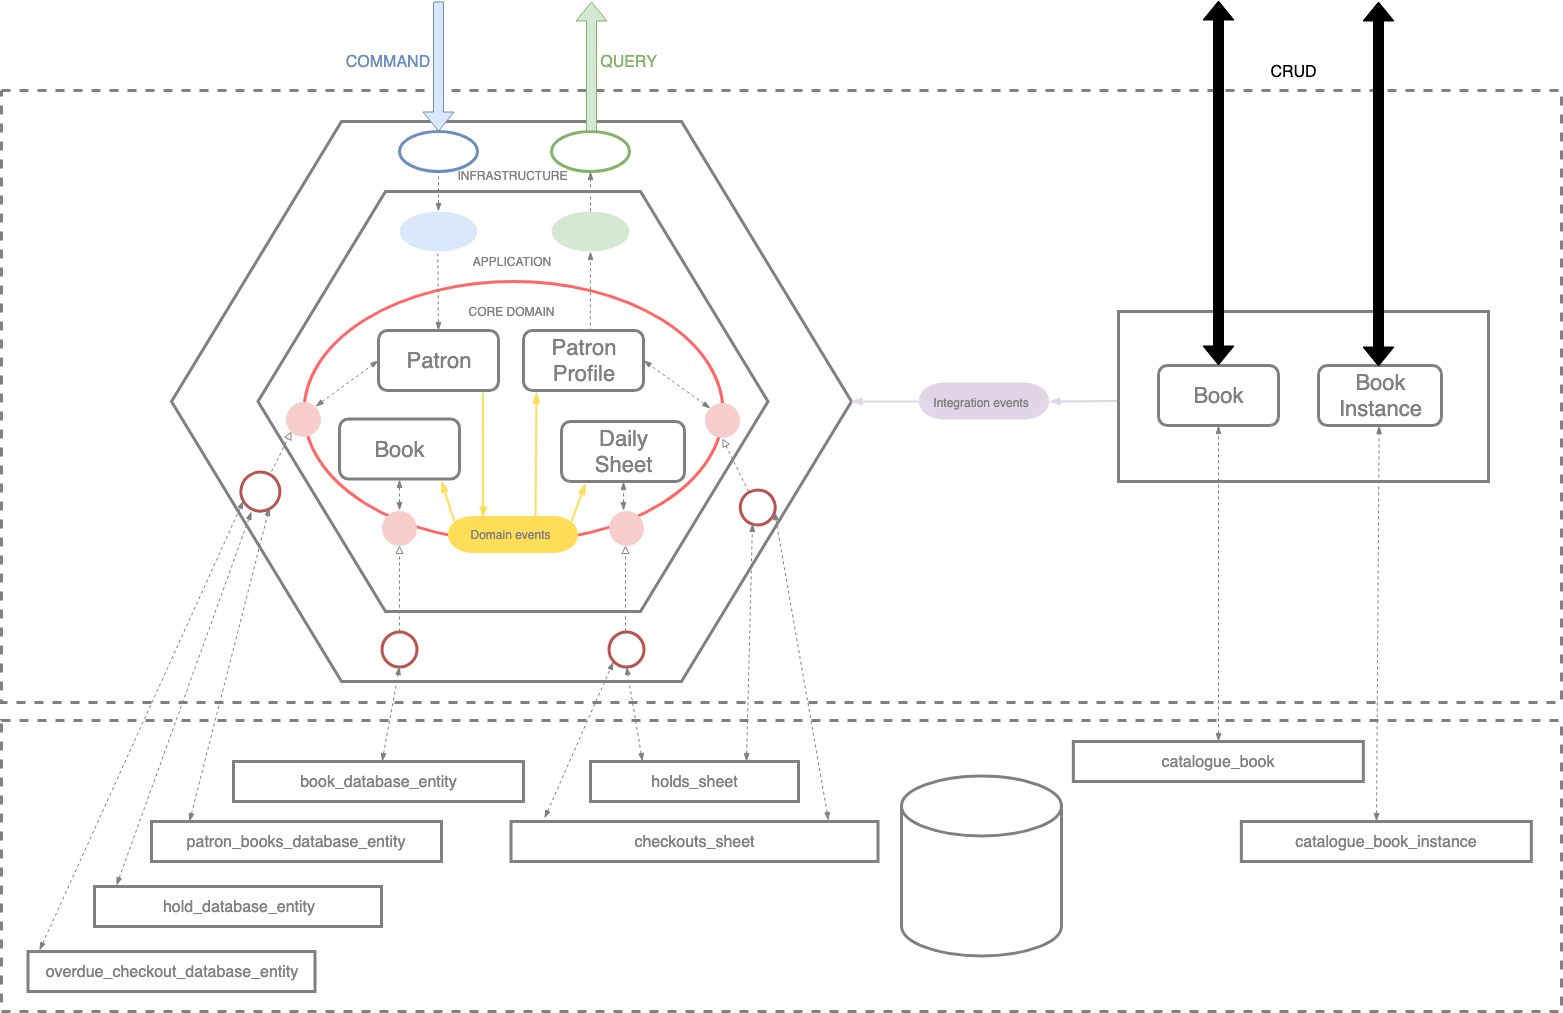 COMMAND
QUERY
CRUD
INFRASTRUCTURE
APPLICATION
CORE DOMAIN
Patron
Patron
Profile
Book
Daily
Sheet
Domain events
Integration events
Book
Book
Instance
book_database_entity
holds_sheet
catalogue_book
patron_books_database_entity
checkouts_sheet
catalogue_book_instance
hold_database_entity
overdue_checkout_database_entity